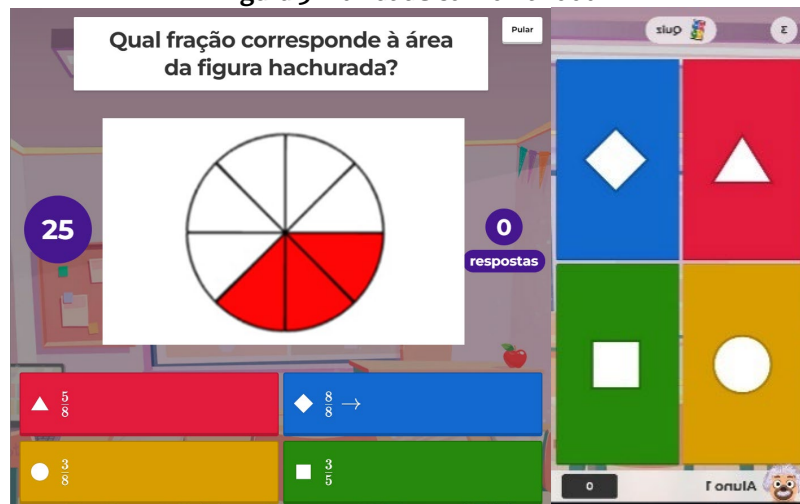 Qual fração corresponde à área
da figura hachurada?
Pular
25
0
respostas
5/8
8/8 →
3/8
3/5
Quiz
3
0
Aluno 1